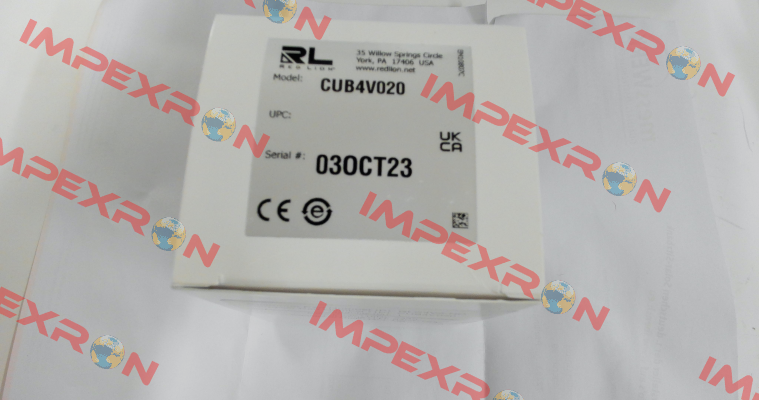 IMPEXRON
IMPEXRON
RL
RED LION
35 Willow Springs Circle
York, PA 17406 USA
www.redlion.net
Model: CUB4V020
UPC:
UK
CA
Serial #: 03OCT23
CE e
IMPEXRON
IMPEXRON
IMPEXRON
IMPEXRON
IMPEXRON
IMPEXRON